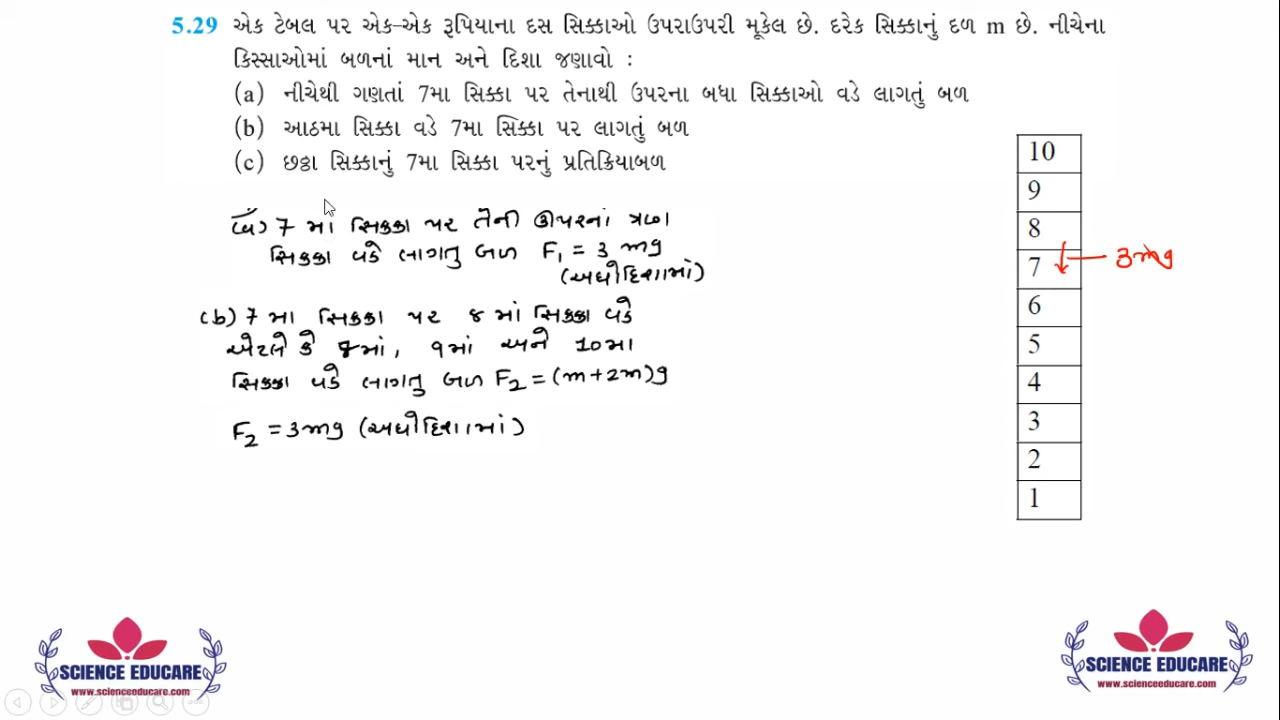 5.29 એક ટેબલ પર એક-એક રૂપિયાના દસ સિક્કાઓ ઉપરાઉપરી મૂકેલ છે. દરેક સિક્કાનું દળ m છે. નીચેના
કિસ્સાઓમાં બળનાં માન અને દિશા જણાવો :
(a) નીચેથી ગણતાં 7મા સિક્કા પર તેનાથી ઉપરના બધા સિક્કાઓ વડે લાગતું બળ
(b) આઠમા સિક્કા વડે 7મા સિક્કા પર લાગતું બળ
(c) છઠ્ઠા સિક્કાનું 7મા સિક્કા પરનું પ્રતિક્રિયાબળ
7 માં સિક્કા પર તેની ઊપરનાં ત્રણ
સિક્કા વડે લાગતુ બળ F₁ = 3 mg
(અધોદિશામાં)
(b) 7 મા સિક્કા પર 8 માં સિક્કા વડે
એટલે કે 8માં, 9માં અને 10મા
સિક્કા વડે લાગતુ બળ F₂ = (m+2m)g
F₂ = 3mg (અધોદિશામાં)
10
9
8
7 3mg
6
5
4
3
2
1
SCIENCE EDUCARE
www.scienceeducare.com
SCIENCE EDUCARE
www.scienceeducare.com